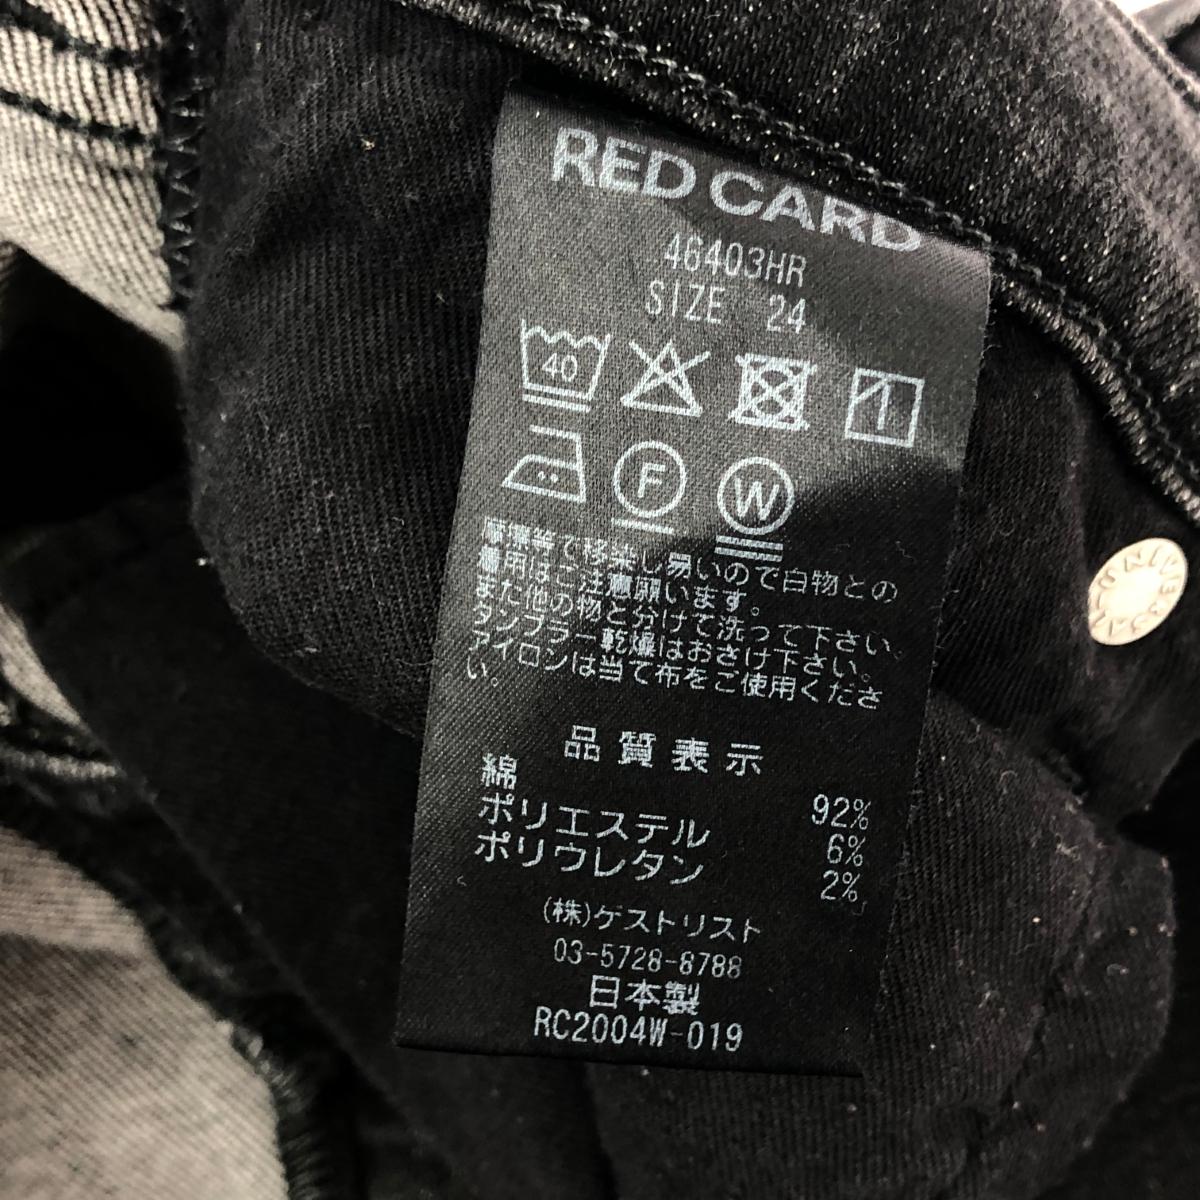 RED CARD
46403HR
SIZE 24
40
F
W
摩擦等で移染し易いので白物との
着用はご注意願います。
また他の物と分けて洗って下さい。
タンブラー乾燥はおさけ下さい。
アイロンは当て布をご使用くださ
い。
品質表示
綿 92%
ポリエステル 6%
ポリウレタン 2%
(株)ゲストリスト
03-5728-8788
日本製
RC2004W-019